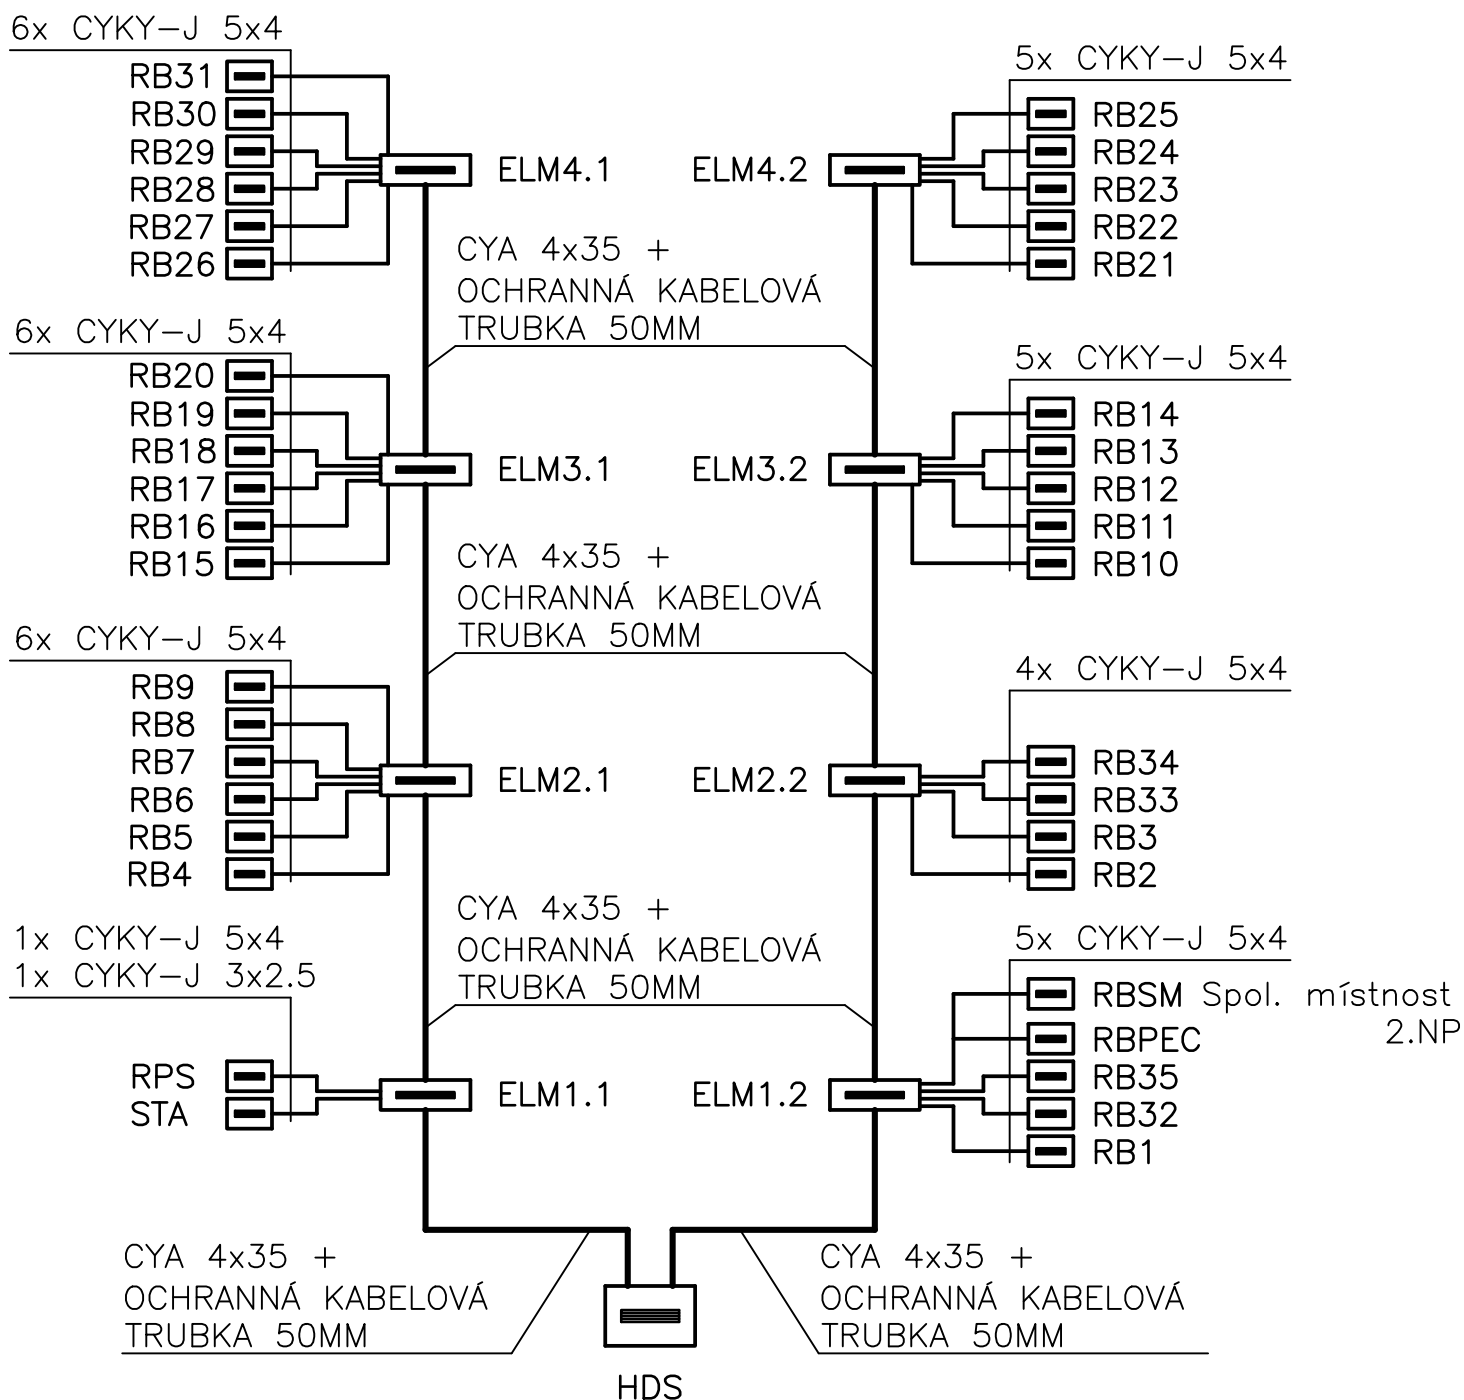 6x CYKY-J 5x4
RB31
RB30
RB29
RB28
RB27
RB26
ELM4.1
ELM4.2
5x CYKY-J 5x4
RB25
RB24
RB23
RB22
RB21
CYA 4x35 +
OCHRANNÁ KABELOVÁ
TRUBKA 50MM
6x CYKY-J 5x4
RB20
RB19
RB18
RB17
RB16
RB15
ELM3.1
ELM3.2
5x CYKY-J 5x4
RB14
RB13
RB12
RB11
RB10
CYA 4x35 +
OCHRANNÁ KABELOVÁ
TRUBKA 50MM
6x CYKY-J 5x4
RB9
RB8
RB7
RB6
RB5
RB4
ELM2.1
ELM2.2
4x CYKY-J 5x4
RB34
RB33
RB3
RB2
CYA 4x35 +
OCHRANNÁ KABELOVÁ
TRUBKA 50MM
1x CYKY-J 5x4
1x CYKY-J 3x2.5
RPS
STA
ELM1.1
ELM1.2
5x CYKY-J 5x4
RBSM Spol. místnost
2.NP
RBPEC
RB35
RB32
RB1
CYA 4x35 +
OCHRANNÁ KABELOVÁ
TRUBKA 50MM
CYA 4x35 +
OCHRANNÁ KABELOVÁ
TRUBKA 50MM
HDS